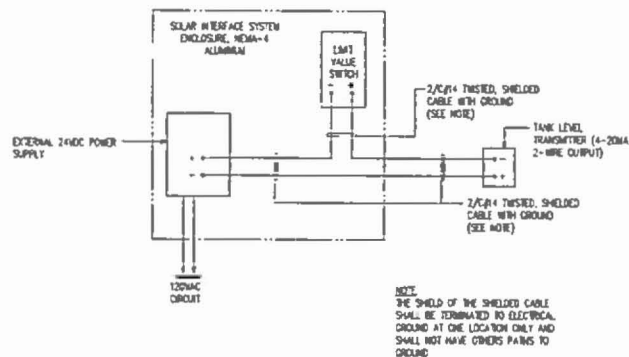 SOLAR INTERFACE SYSTEM
ENCLOSURE, NEMA-4
ALUMINUM
LIMIT
VALUE
SWITCH
- +
2/C#14 TWISTED, SHIELDED
CABLE WITH GROUND
(SEE NOTE)
EXTERNAL 24VDC POWER
SUPPLY
TANK LEVEL
TRANSMITTER (4-20MA
2-WIRE OUTPUT)
-
+
2/C#14 TWISTED, SHIELDED
CABLE WITH GROUND
(SEE NOTE)
120VAC
CIRCUIT
NOTE
THE SHIELD OF THE SHIELDED CABLE
SHALL BE TERMINATED TO ELECTRICAL
GROUND AT ONE LOCATION ONLY AND
SHALL NOT HAVE OTHERS PATHS TO
GROUND